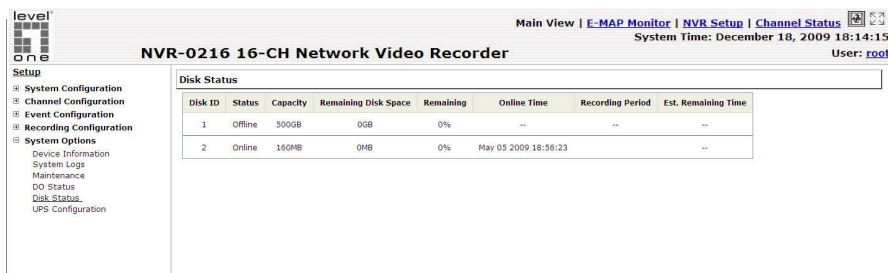 level
one
Main View | E-MAP Monitor | NVR Setup | Channel Status
System Time: December 18, 2009 18:14:15
NVR-0216 16-CH Network Video Recorder
User: root
Setup
System Configuration
Channel Configuration
Event Configuration
Recording Configuration
System Options
Device Information
System Logs
Maintenance
DO Status
Disk Status
UPS Configuration
Disk Status
Disk ID Status Capacity Remaining Disk Space Remaining Online Time Recording Period Est. Remaining Time
1 Offline 500GB 0GB 0% -- -- --
2 Online 160MB 0MB 0% May 05 2009 18:56:23 --